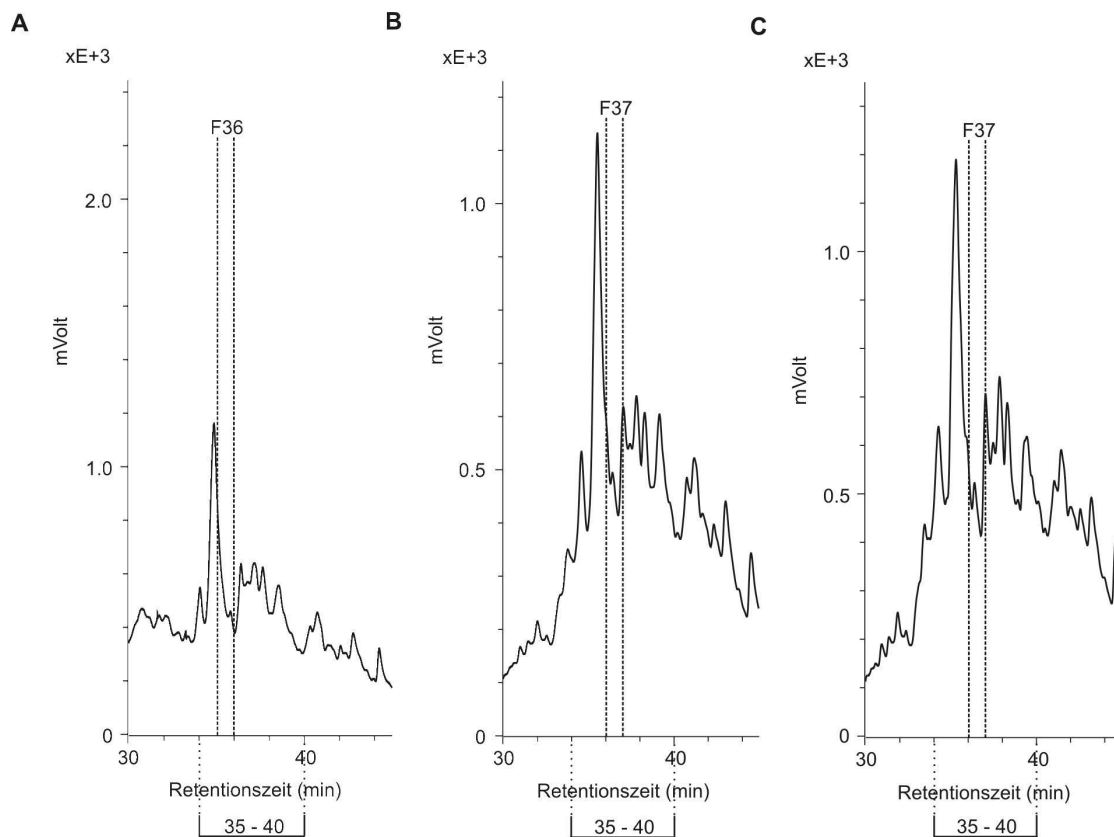 A
xE+3
F36
2.0
1.0
0
mVolt
30
40
Retentionszeit (min)
35 - 40
B
xE+3
F37
1.0
0.5
0
mVolt
30
40
Retentionszeit (min)
35 - 40
C
xE+3
F37
1.0
0.5
0
mVolt
30
40
Retentionszeit (min)
35 - 40